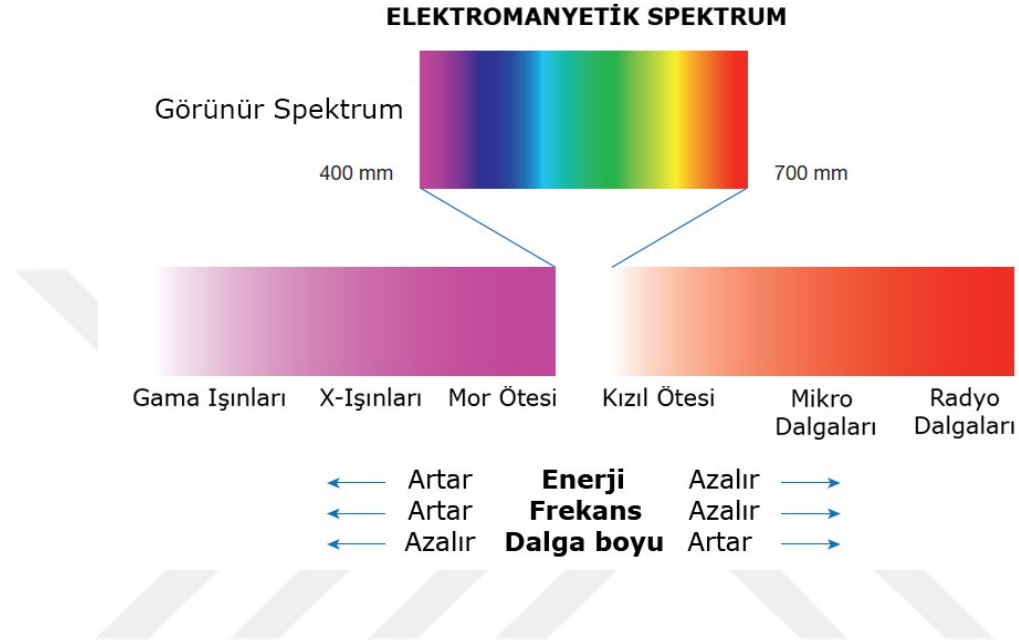 ELEKTROMANYETİK SPEKTRUM
Görünür Spektrum
400 mm
700 mm
Gama Işınları X-Işınları Mor Ötesi Kızıl Ötesi Mikro Dalgaları Radyo Dalgaları
Artar Enerji Azalır
Artar Frekans Azalır
Azalır Dalga boyu Artar